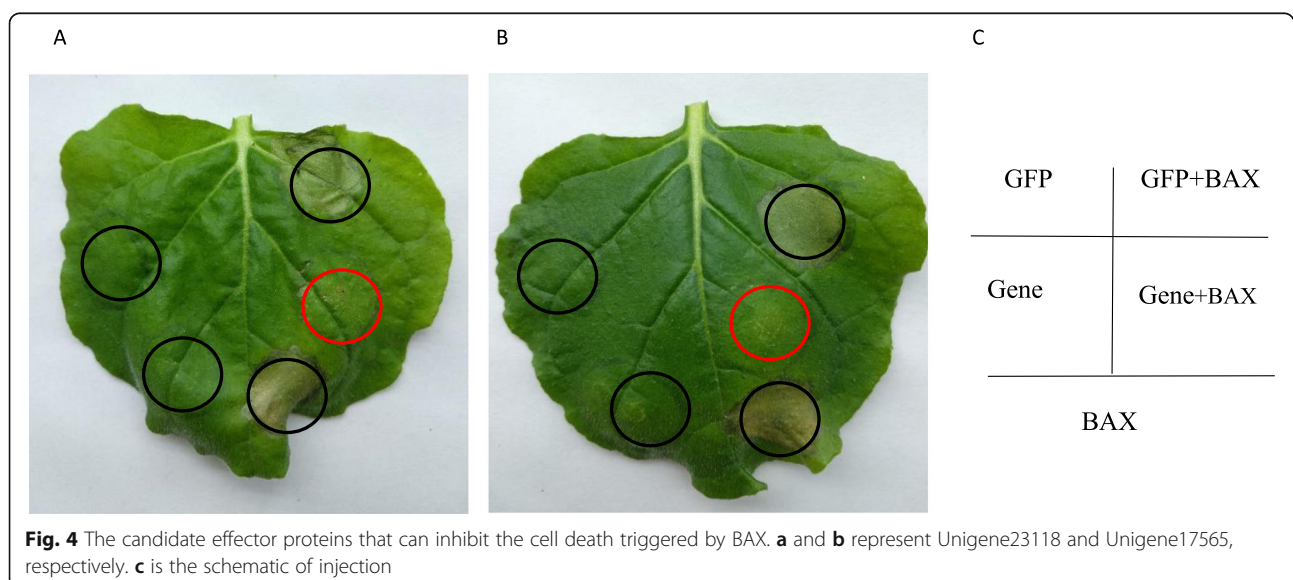 A
B
C
GFP
GFP+BAX
Gene
Gene+BAX
BAX
Fig. 4 The candidate effector proteins that can inhibit the cell death triggered by BAX. a and b represent Unigene23118 and Unigene17565,
respectively. c is the schematic of injection